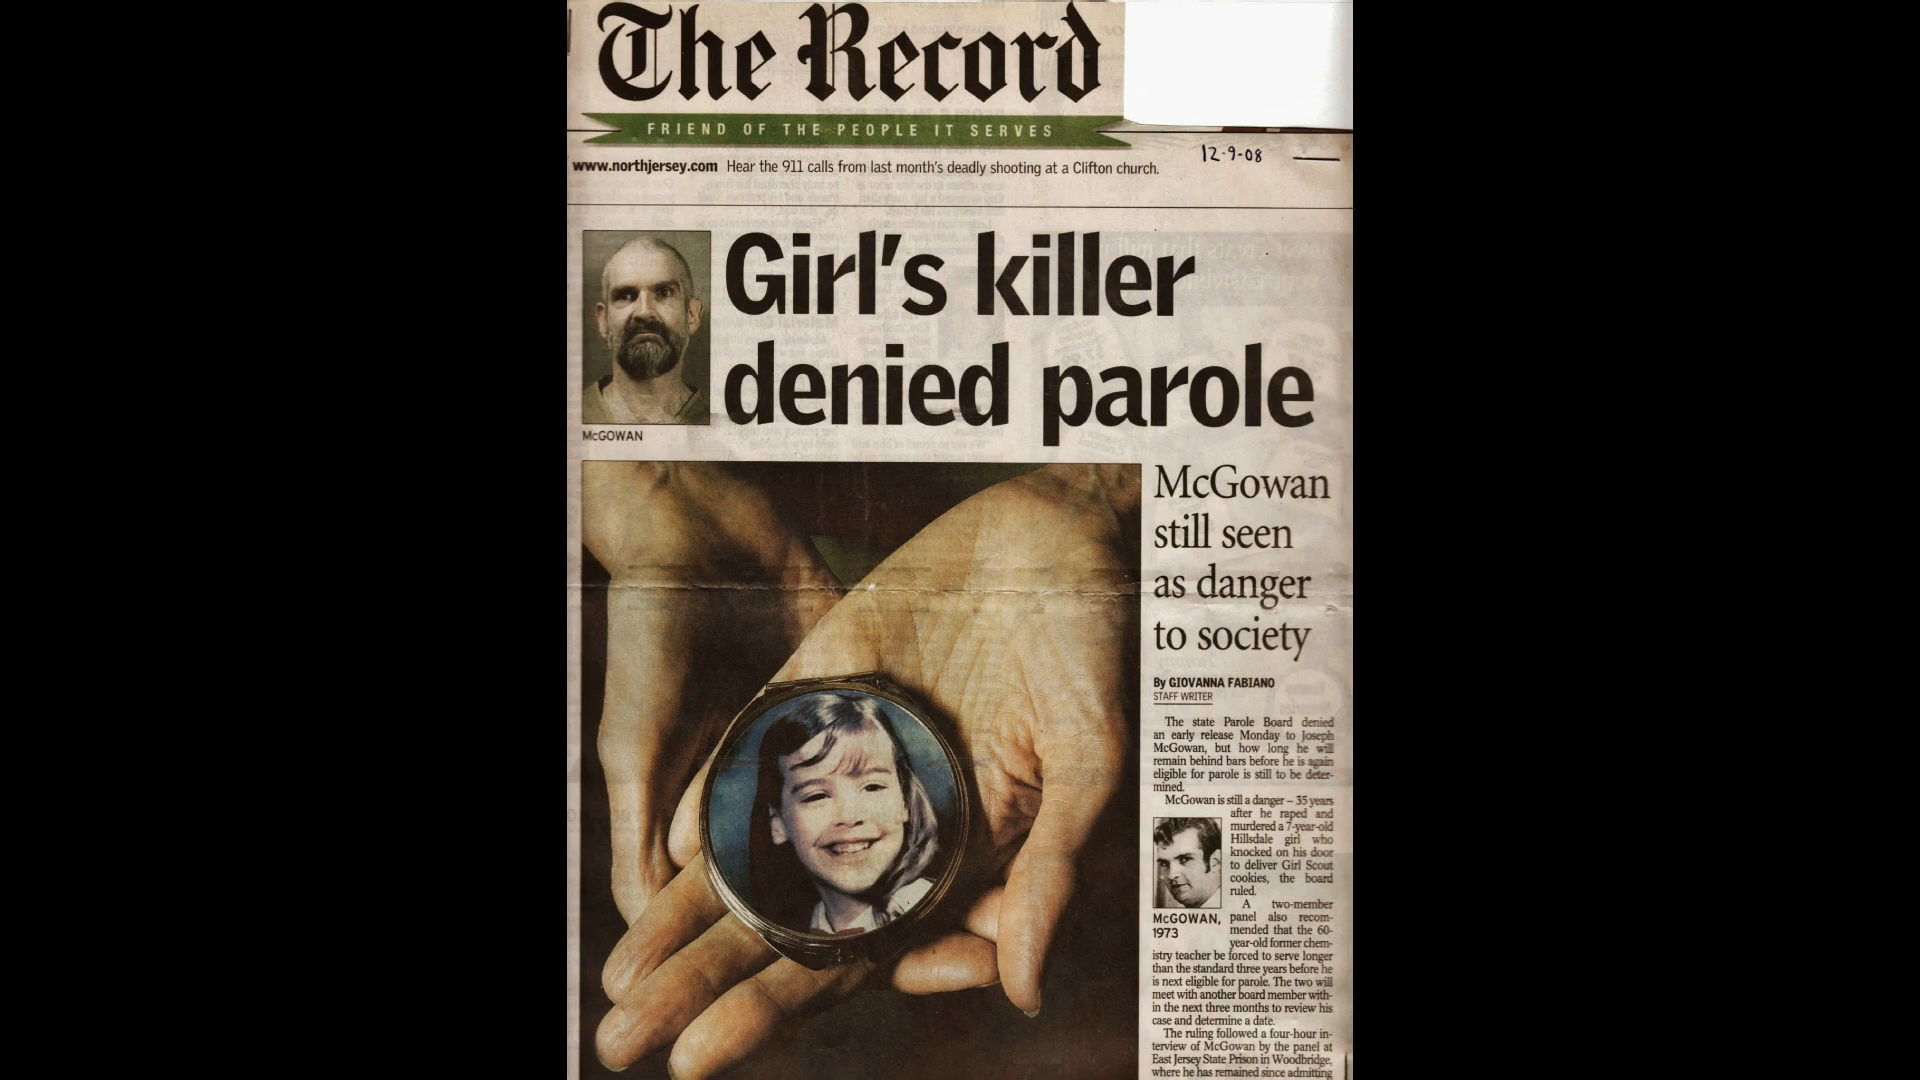 The Record
FRIEND OF THE PEOPLE IT SERVES
12-9-08
www.northjersey.com Hear the 911 calls from last month's deadly shooting at a Clifton church.
Girl's killer
denied parole
McGOWAN
McGowan
still seen
as danger
to society
By GIOVANNA FABIANO
STAFF WRITER
The state Parole Board denied
an early release Monday to Joseph
McGowan, but how long he will
remain behind bars before he is again
eligible for parole is still to be deter-
mined.
McGowan is still a danger – 35 years
after he raped and
murdered a 7-year-old
Hillsdale girl who
knocked on his door
to deliver Girl Scout
cookies, the board
ruled.
A two-member
panel also recom-
mended that the 60-
year-old former chem-
McGOWAN,
1973
istry teacher be forced to serve longer
than the standard three years before he
is next eligible for parole. The two will
meet with another board member with-
in the next three months to review his
case and determine a date.
The ruling followed a four-hour in-
terview of McGowan by the panel at
East Jersey State Prison in Woodbridge,
where he has remained since admitting